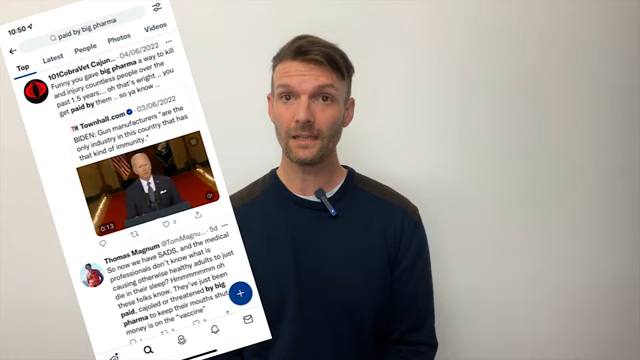 10:50
paid by big pharma
Top Latest People Photos Videos
101CobraVet Cajun... · 04/06/2022
Funny you gave big pharma a way to kill
and injury countless people over the
past 1.5 years... oh that's wright .. you
get paid by them .. so ya know ..
Townhall.com · 03/06/2022
BIDEN: Gun manufacturers "are the
only industry in this country that has
that kind of immunity."
0:13
3
Thomas Magnum @TomMagnu... · 5d
So now we have SADS, and the medical
professionals don't know what is
causing otherwise healthy adults to just
die in their sleep? Hmmmmmmm oh
these folks know. They've just been
paid, cajoled or threatened by big
pharma to keep their mouths shut,
money is on the "vaccine"